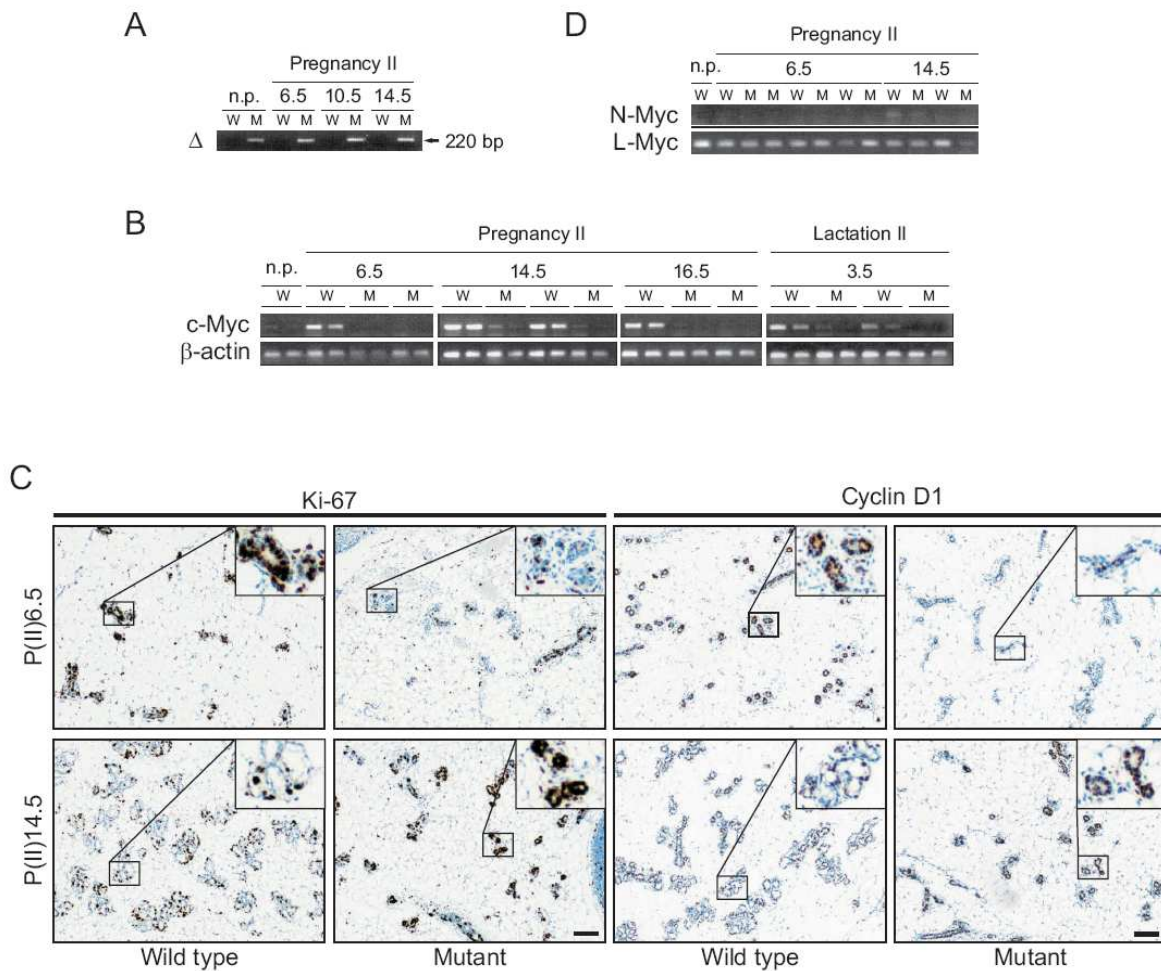 A
Pregnancy II
n.p. 6.5 10.5 14.5
W M W M W M W M
Δ 220 bp
D
Pregnancy II
n.p. 6.5 14.5
W W M M W M W M W M W M
N-Myc
L-Myc
B
Pregnancy II Lactation II
n.p. 6.5 14.5 16.5 3.5
W W M M W M W M W M M W M W M
c-Myc
β-actin
C
Ki-67 Cyclin D1
P(II)6.5
P(II)14.5
Wild type Mutant Wild type Mutant